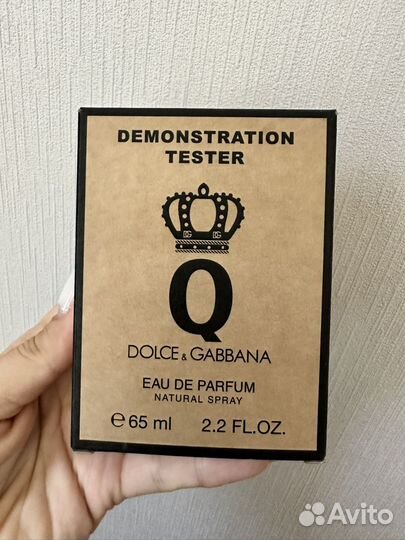 DEMONSTRATION
TESTER
DG DG
Q
DOLCE & GABBANA
EAU DE PARFUM
NATURAL SPRAY
℮ 65 ml 2.2 FL.OZ.
Avito